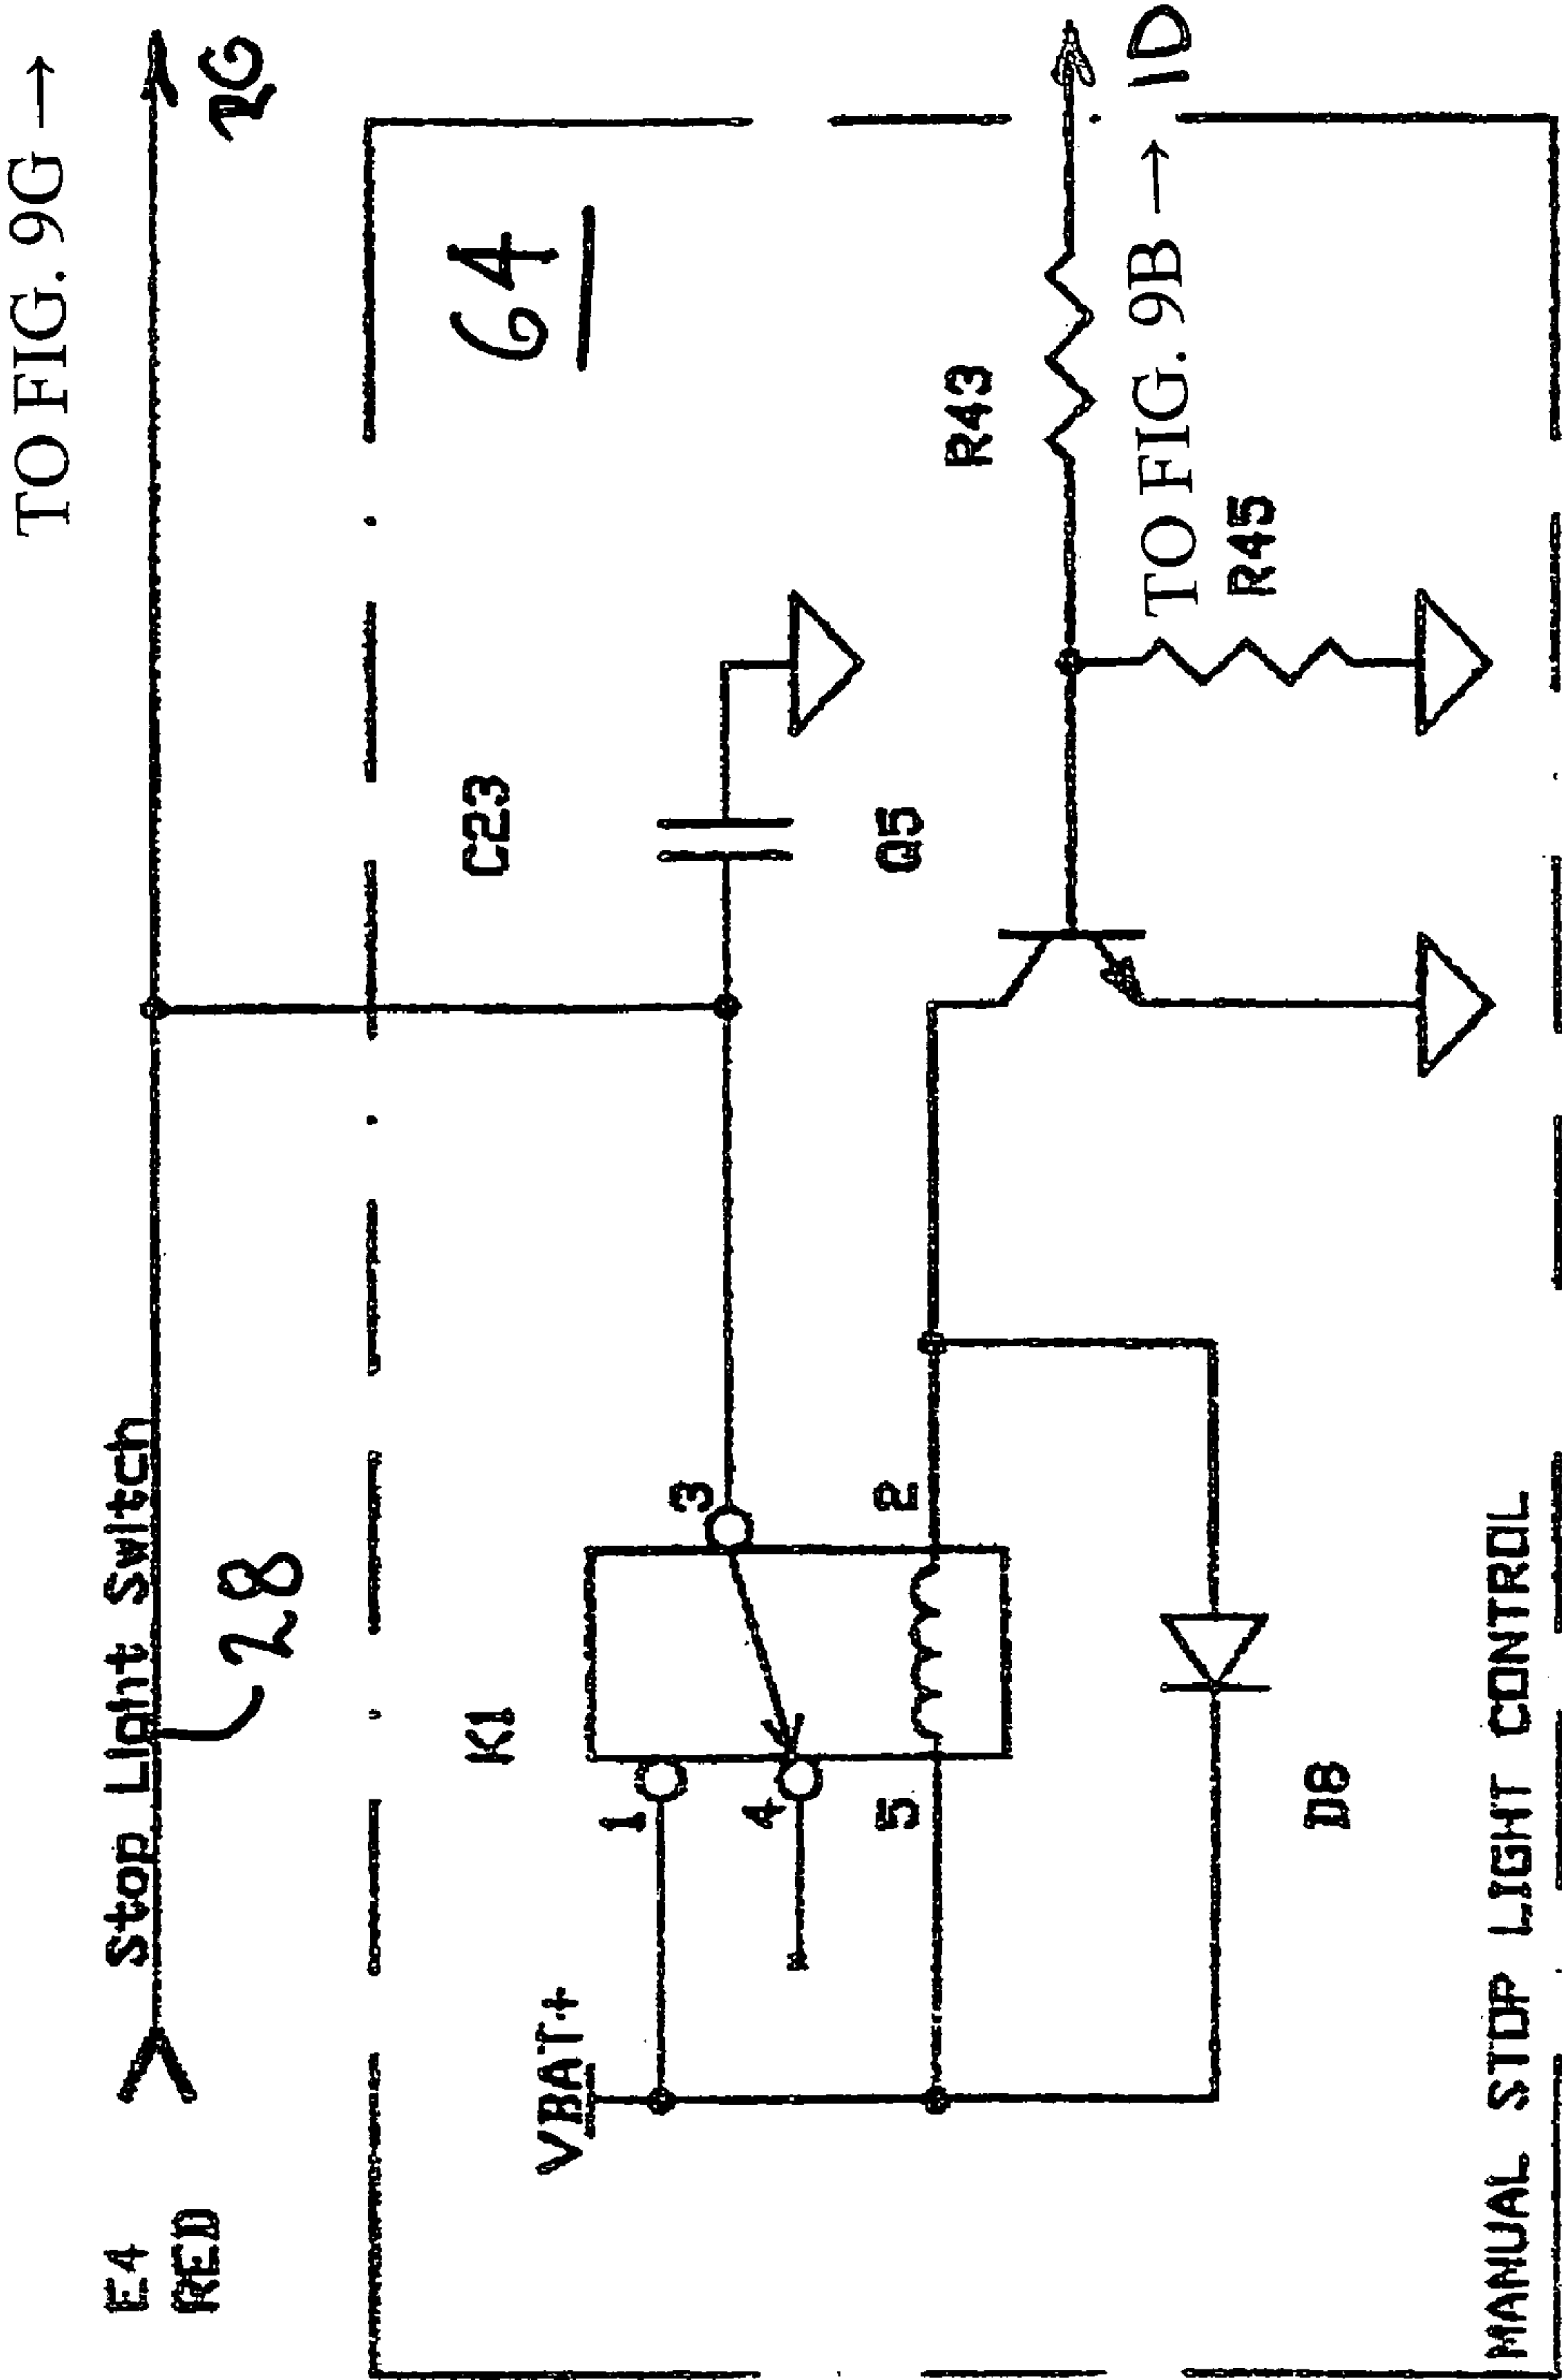 TO FIG. 9G →
E4 Stop Light Switch
RED
28
64
C23
K1
VBAT+
1
3
4
5
2
Q5
R43
1D
TO FIG. 9B →
R45
D8
MANUAL STOP LIGHT CONTROL